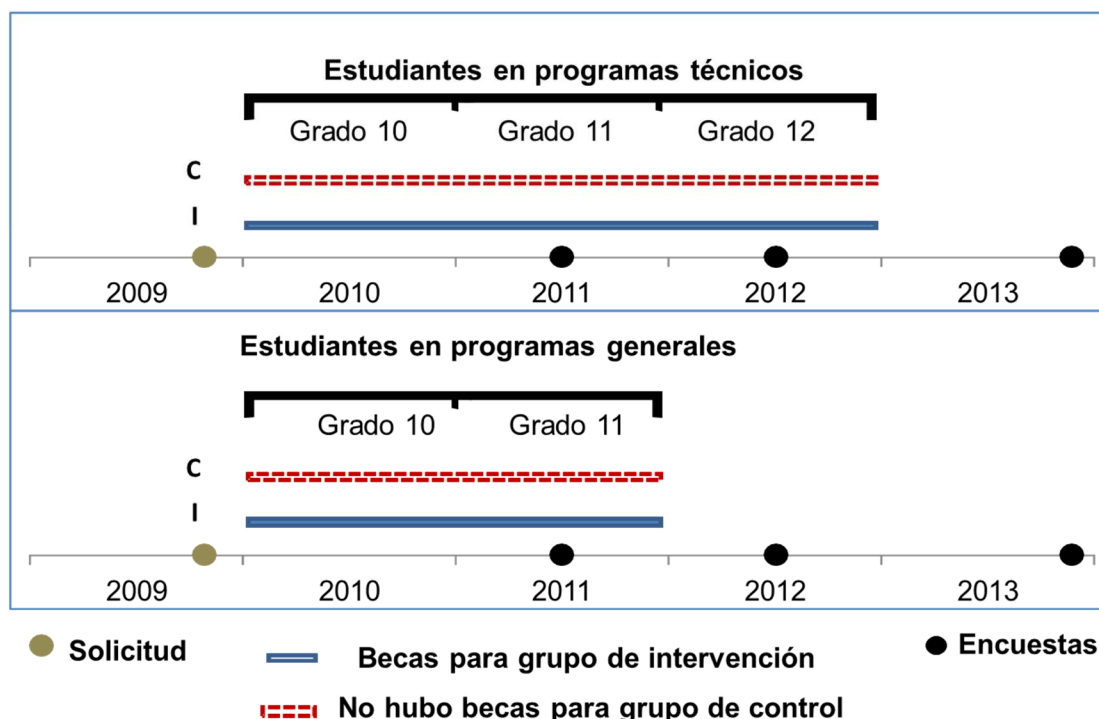 Estudiantes en programas técnicos
Grado 10 Grado 11 Grado 12
C
I
2009 2010 2011 2012 2013
Estudiantes en programas generales
Grado 10 Grado 11
C
I
2009 2010 2011 2012 2013
Solicitud Becas para grupo de intervención Encuestas
No hubo becas para grupo de control